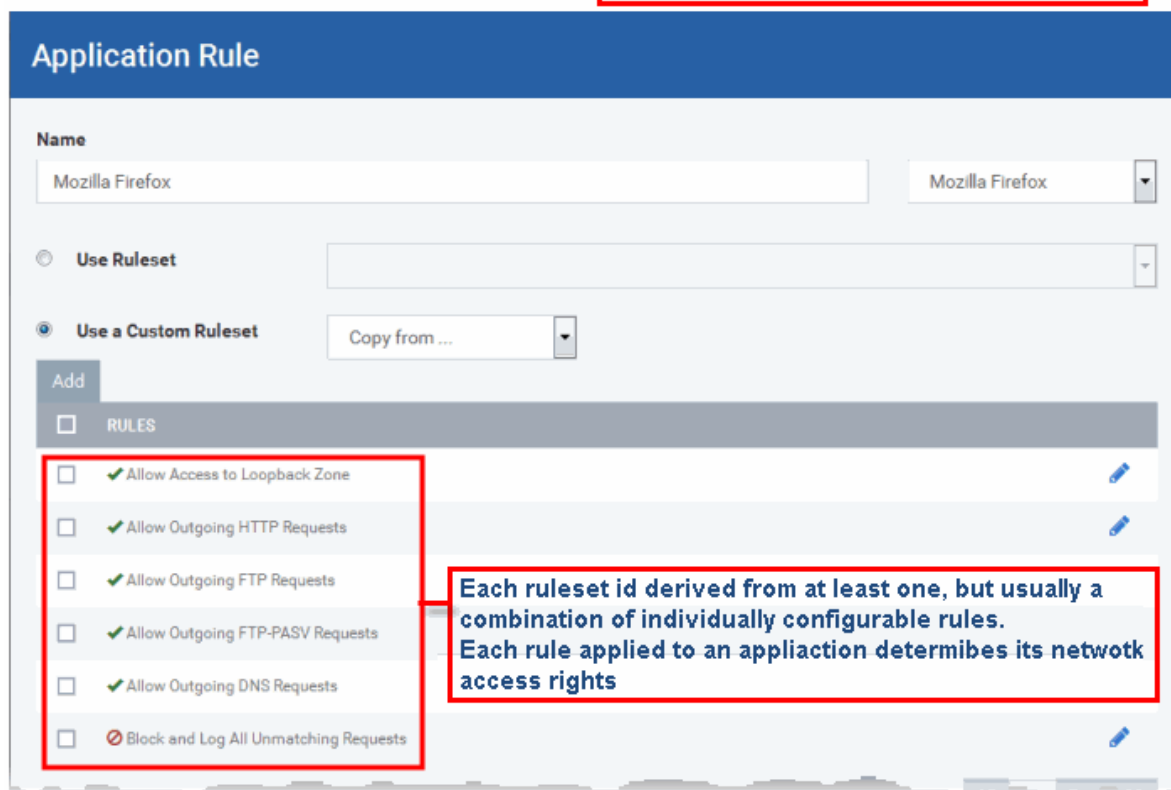 Application Rule
Name
Mozilla Firefox
Mozilla Firefox
Use Ruleset
Use a Custom Ruleset
Copy from ...
Add
RULES
Allow Access to Loopback Zone
Allow Outgoing HTTP Requests
Allow Outgoing FTP Requests
Allow Outgoing FTP-PASV Requests
Allow Outgoing DNS Requests
Block and Log All Unmatching Requests
Each ruleset id derived from at least one, but usually a
combination of individually configurable rules.
Each rule applied to an appliaction determibes its netwotk
access rights